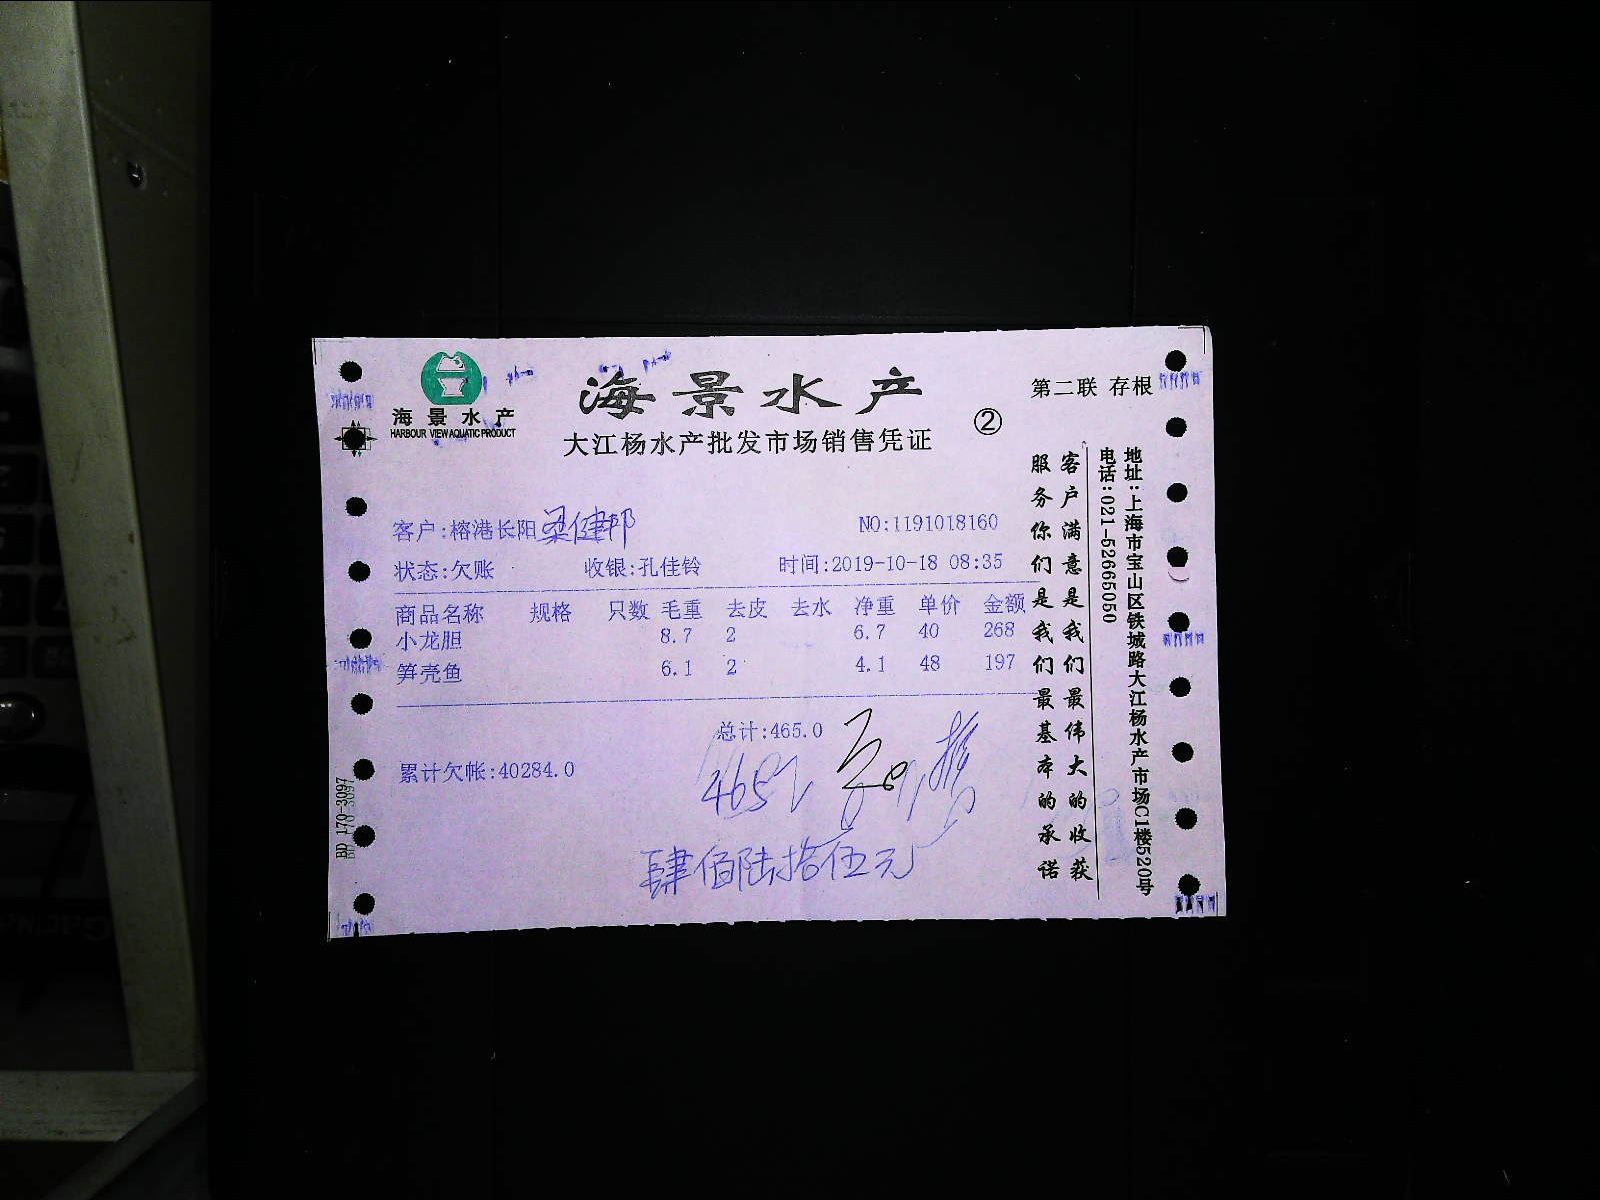 海景水产
HARBOUR VIEW AQUATIC PRODUCT
海景水产
大江杨水产批发市场销售凭证
②
第二联 存根
客户:榕港长阳 梁健邦
NO:1191018160
状态:欠账 收银:孔佳铃 时间:2019-10-18 08:35
商品名称 规格 只数 毛重 去皮 去水 净重 单价 金额
小龙胆 8.7 2 6.7 40 268
笋壳鱼 6.1 2 4.1 48 197
总计:465.0
累计欠帐:40284.0
465
肆佰陆拾伍元
客户满意是我们最伟大的收获
服务你们是我们最基本的承诺
地址:上海市宝山区铁城路大江杨水产市场C1楼520号
电话:021-52665050
BD 179-3097